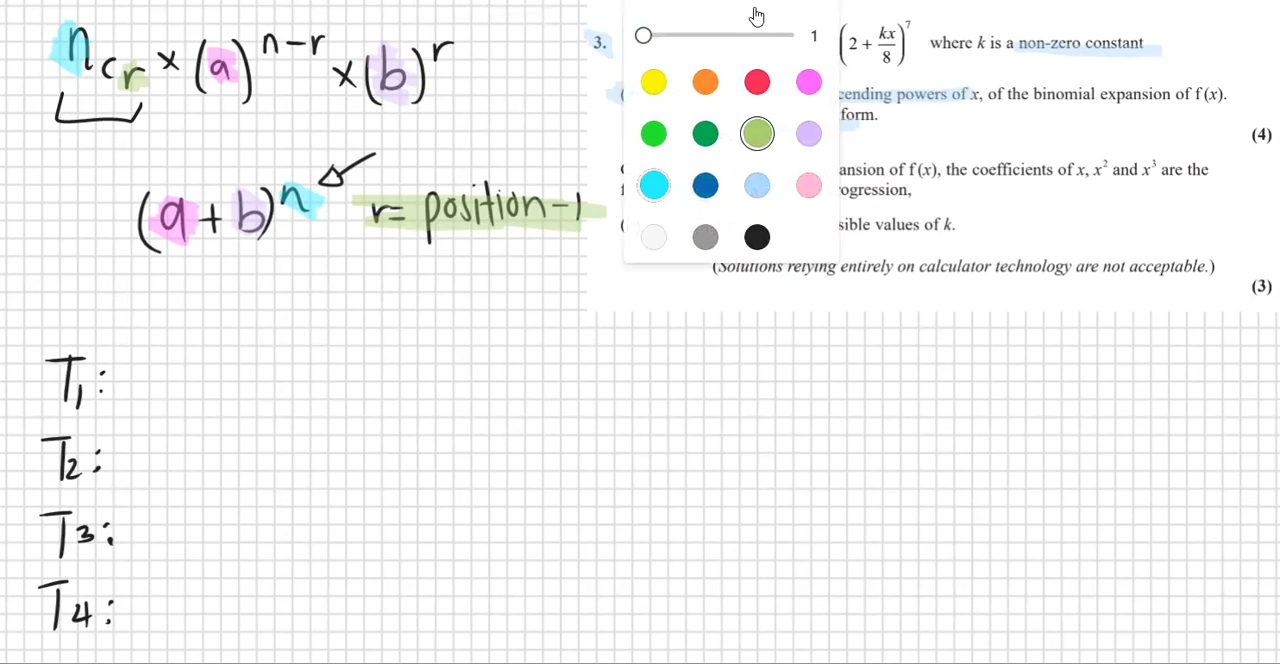 nCr × (a)^n-r × (b)^r
(a + b)^n r = position - 1
T1:
T2:
T3:
T4:
1
3. (2 + kx/8)^7 where k is a non-zero constant
( cending powers of x, of the binomial expansion of f(x).
form.
(4)
ansion of f(x), the coefficients of x, x² and x³ are the
ogression,
( sible values of k.
(Solutions relying entirely on calculator technology are not acceptable.)
(3)